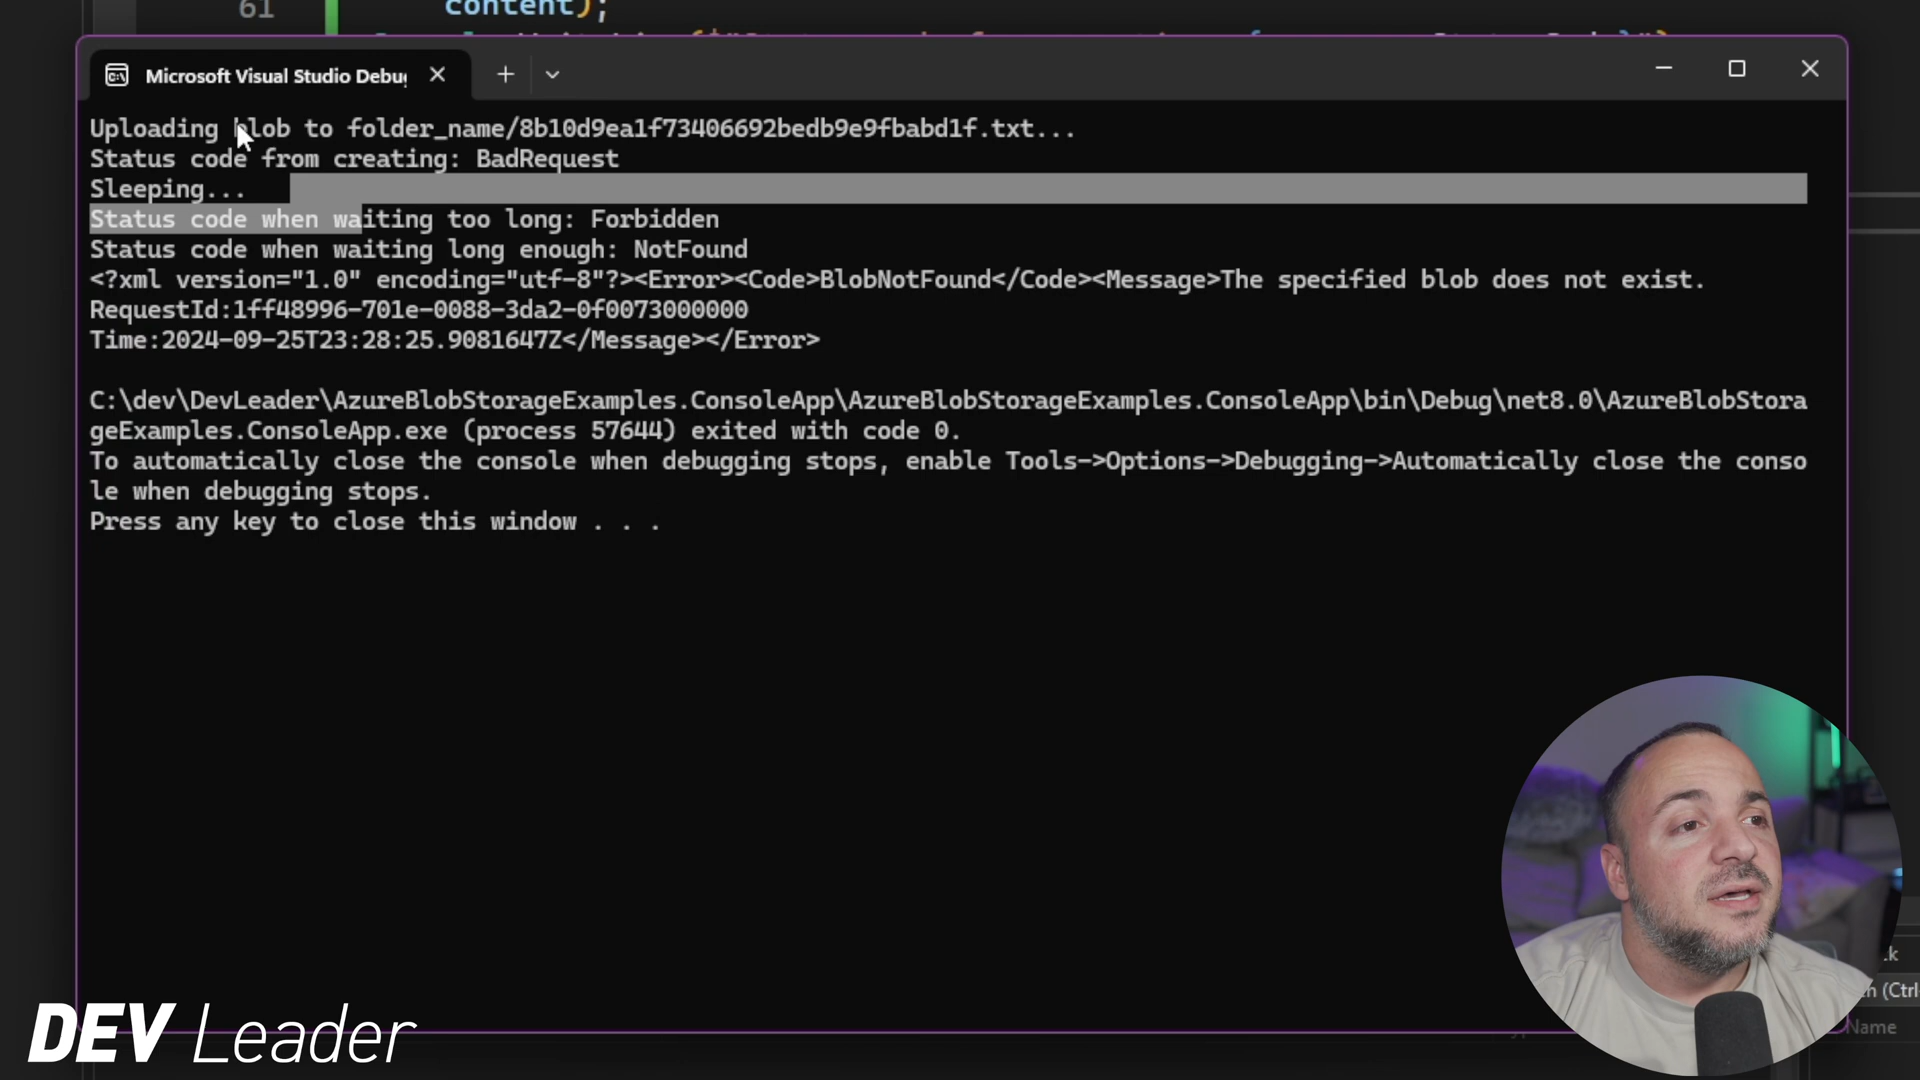 61
content);
Microsoft Visual Studio Debug
Uploading blob to folder_name/8b10d9ea1f73406692bedb9e9fbabd1f.txt...
Status code from creating: BadRequest
Sleeping...
Status code when waiting too long: Forbidden
Status code when waiting long enough: NotFound
<?xml version="1.0" encoding="utf-8"?><Error><Code>BlobNotFound</Code><Message>The specified blob does not exist.
RequestId:1ff48996-701e-0088-3da2-0f0073000000
Time:2024-09-25T23:28:25.9081647Z</Message></Error>
C:\dev\DevLeader\AzureBlobStorageExamples.ConsoleApp\AzureBlobStorageExamples.ConsoleApp\bin\Debug\net8.0\AzureBlobStora
geExamples.ConsoleApp.exe (process 57644) exited with code 0.
To automatically close the console when debugging stops, enable Tools->Options->Debugging->Automatically close the conso
le when debugging stops.
Press any key to close this window . . .
(Ctrl
Name
DEV Leader